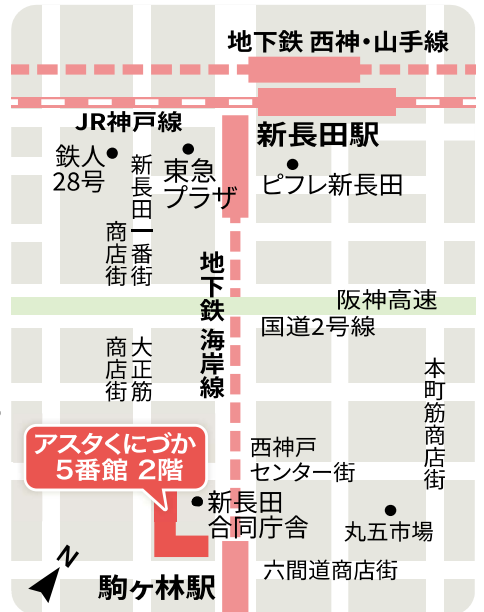 地下鉄 西神・山手線
JR神戸線
新長田駅
鉄人
28号
新長田一番街
商店街
東急
プラザ
ピフレ新長田
地下鉄 海岸線
阪神高速
国道2号線
大正筋
商店街
本町筋商店街
アスタくにづか
5番館 2階
西神戸
センター街
新長田
合同庁舎
丸五市場
六間道商店街
駒ヶ林駅
N